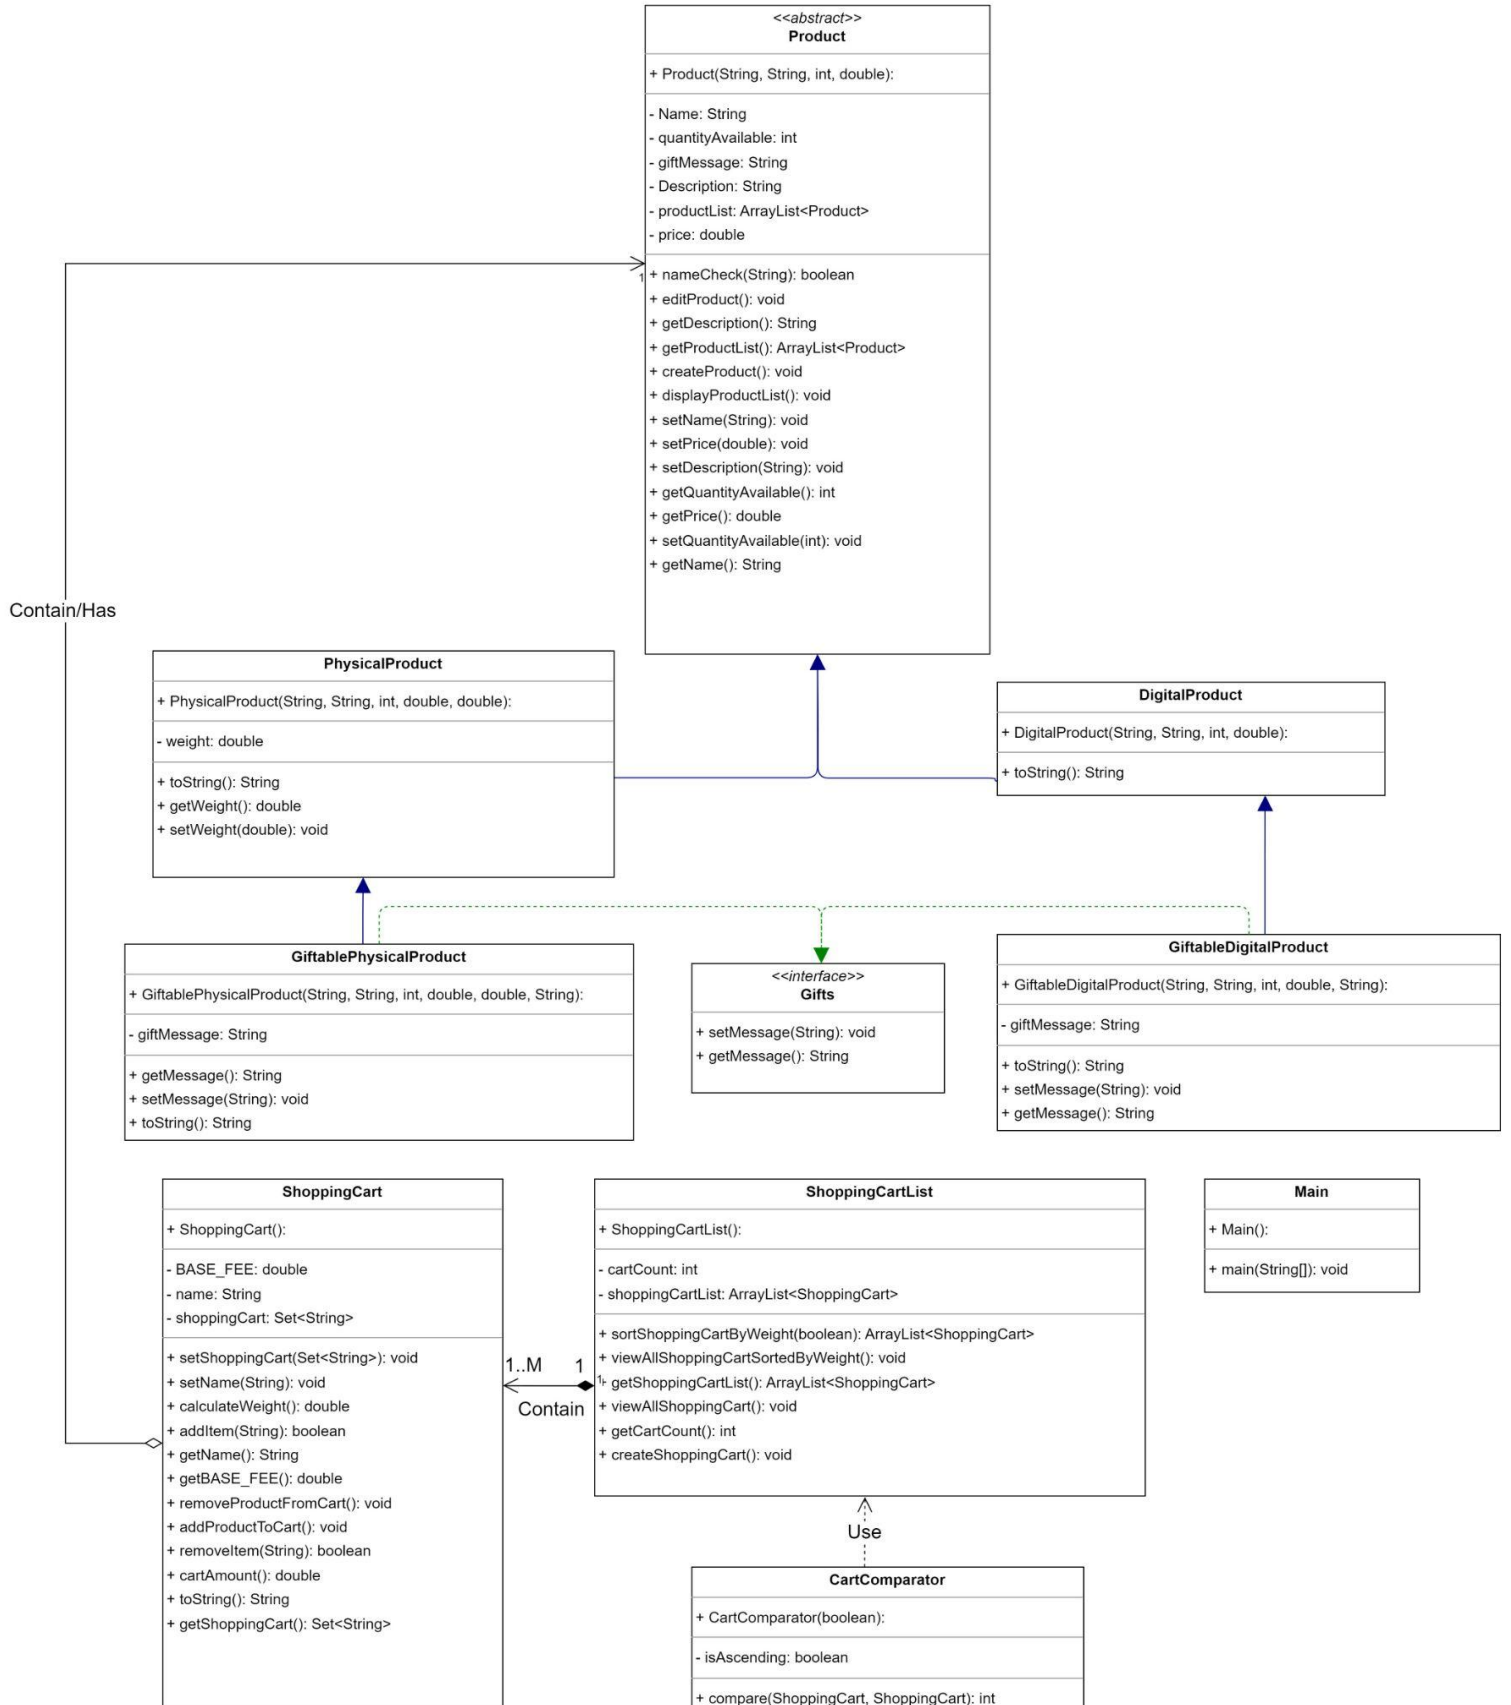 <<abstract>>
Product
+ Product(String, String, int, double):
- Name: String
- quantityAvailable: int
- giftMessage: String
- Description: String
- productList: ArrayList<Product>
- price: double
1
+ nameCheck(String): boolean
+ editProduct(): void
+ getDescription(): String
+ getProductList(): ArrayList<Product>
+ createProduct(): void
+ displayProductList(): void
+ setName(String): void
+ setPrice(double): void
+ setDescription(String): void
+ getQuantityAvailable(): int
+ getPrice(): double
+ setQuantityAvailable(int): void
+ getName(): String
Contain/Has
PhysicalProduct
+ PhysicalProduct(String, String, int, double, double):
- weight: double
+ toString(): String
+ getWeight(): double
+ setWeight(double): void
DigitalProduct
+ DigitalProduct(String, String, int, double):
+ toString(): String
GiftablePhysicalProduct
+ GiftablePhysicalProduct(String, String, int, double, double, String):
- giftMessage: String
+ getMessage(): String
+ setMessage(String): void
+ toString(): String
<<interface>>
Gifts
+ setMessage(String): void
+ getMessage(): String
GiftableDigitalProduct
+ GiftableDigitalProduct(String, String, int, double, String):
- giftMessage: String
+ toString(): String
+ setMessage(String): void
+ getMessage(): String
ShoppingCart
+ ShoppingCart():
- BASE_FEE: double
- name: String
- shoppingCart: Set<String>
+ setShoppingCart(Set<String>): void
+ setName(String): void
+ calculateWeight(): double
+ addItem(String): boolean
+ getName(): String
+ getBASE_FEE(): double
+ removeProductFromCart(): void
+ addProductToCart(): void
+ removeItem(String): boolean
+ cartAmount(): double
+ toString(): String
+ getShoppingCart(): Set<String>
1..M
1
Contain
ShoppingCartList
+ ShoppingCartList():
- cartCount: int
- shoppingCartList: ArrayList<ShoppingCart>
+ sortShoppingCartByWeight(boolean): ArrayList<ShoppingCart>
+ viewAllShoppingCartSortedByWeight(): void
1
+ getShoppingCartList(): ArrayList<ShoppingCart>
+ viewAllShoppingCart(): void
+ getCartCount(): int
+ createShoppingCart(): void
Main
+ Main():
+ main(String[]): void
Use
CartComparator
+ CartComparator(boolean):
- isAscending: boolean
+ compare(ShoppingCart, ShoppingCart): int